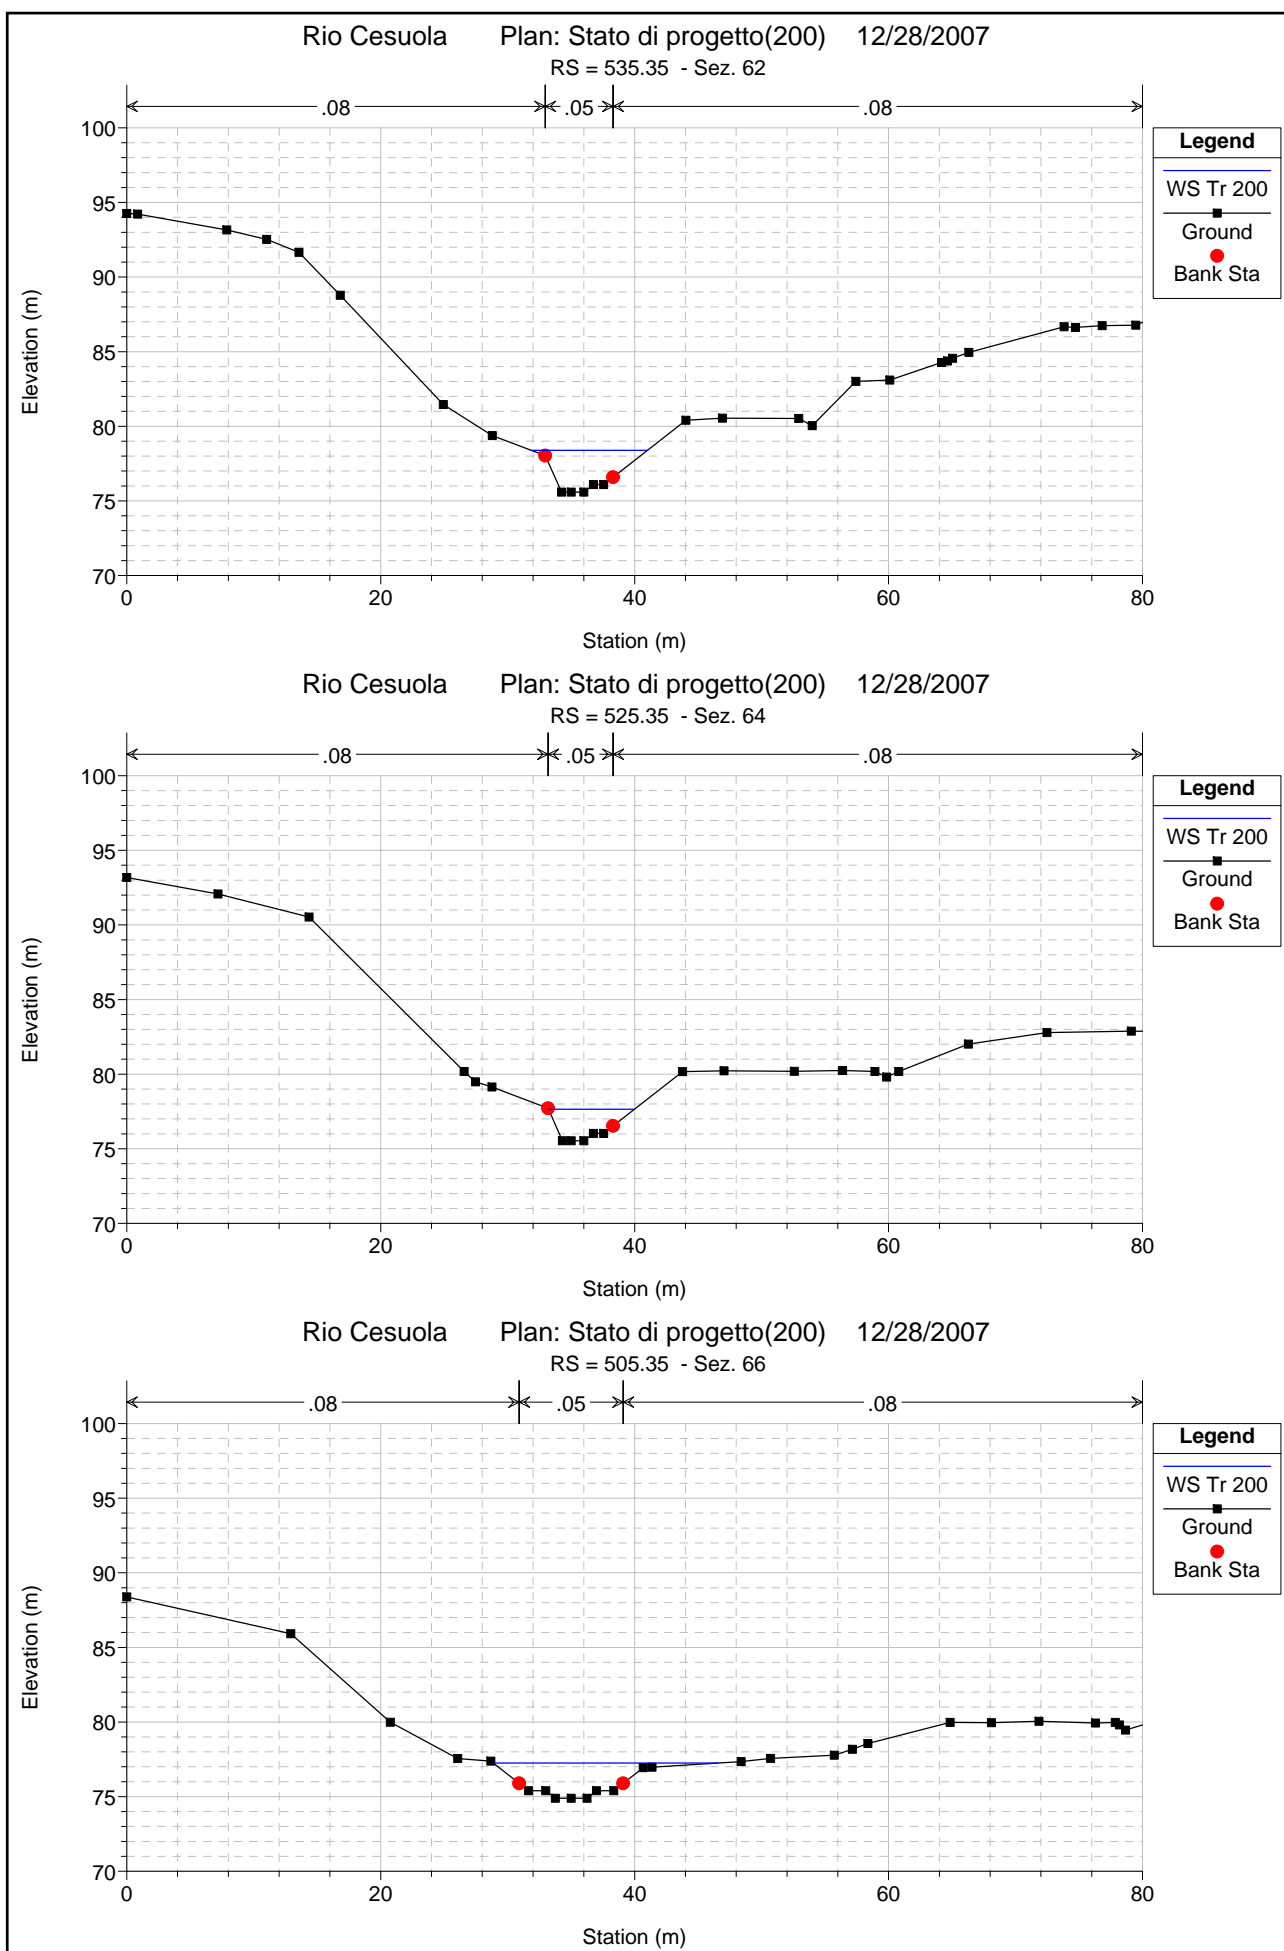 Rio Cesuola Plan: Stato di progetto(200) 12/28/2007
RS = 535.35 - Sez. 62
.08 .05 .08
100
95
90
85
80
75
70
Elevation (m)
0 20 40 60 80
Station (m)
Legend
WS Tr 200
Ground
Bank Sta
Rio Cesuola Plan: Stato di progetto(200) 12/28/2007
RS = 525.35 - Sez. 64
.08 .05 .08
100
95
90
85
80
75
70
Elevation (m)
0 20 40 60 80
Station (m)
Legend
WS Tr 200
Ground
Bank Sta
Rio Cesuola Plan: Stato di progetto(200) 12/28/2007
RS = 505.35 - Sez. 66
.08 .05 .08
100
95
90
85
80
75
70
Elevation (m)
0 20 40 60 80
Station (m)
Legend
WS Tr 200
Ground
Bank Sta